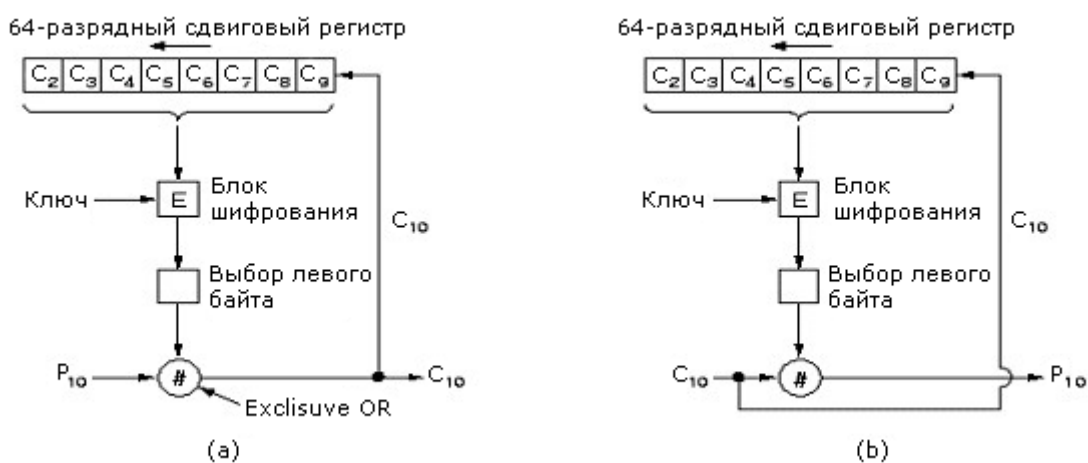 64-разрядный сдвиговый регистр
C₂ C₃ C₄ C₅ C₆ C₇ C₈ C₉
Ключ
E
Блок
шифрования
C₁₀
Выбор левого
байта
P₁₀
#
C₁₀
Exclisuve OR
(a)
64-разрядный сдвиговый регистр
C₂ C₃ C₄ C₅ C₆ C₇ C₈ C₉
Ключ
E
Блок
шифрования
C₁₀
Выбор левого
байта
C₁₀
#
P₁₀
(b)